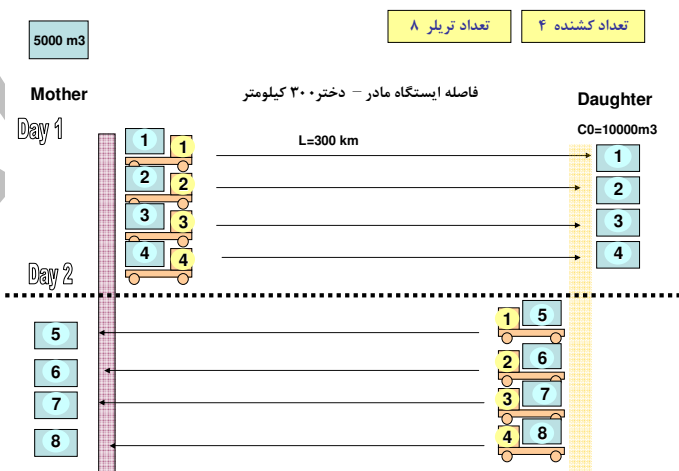 تعداد کشنده ۴
تعداد تریلر ۸
5000 m3
Mother
فاصله ایستگاه مادر – دختر۳۰۰ کیلومتر
Daughter
Day 1
L=300 km
C0=10000m3
1 1 1
2 2 2
3 3 3
4 4 4
Day 2
5 1 5
6 2 6
7 3 7
8 4 8